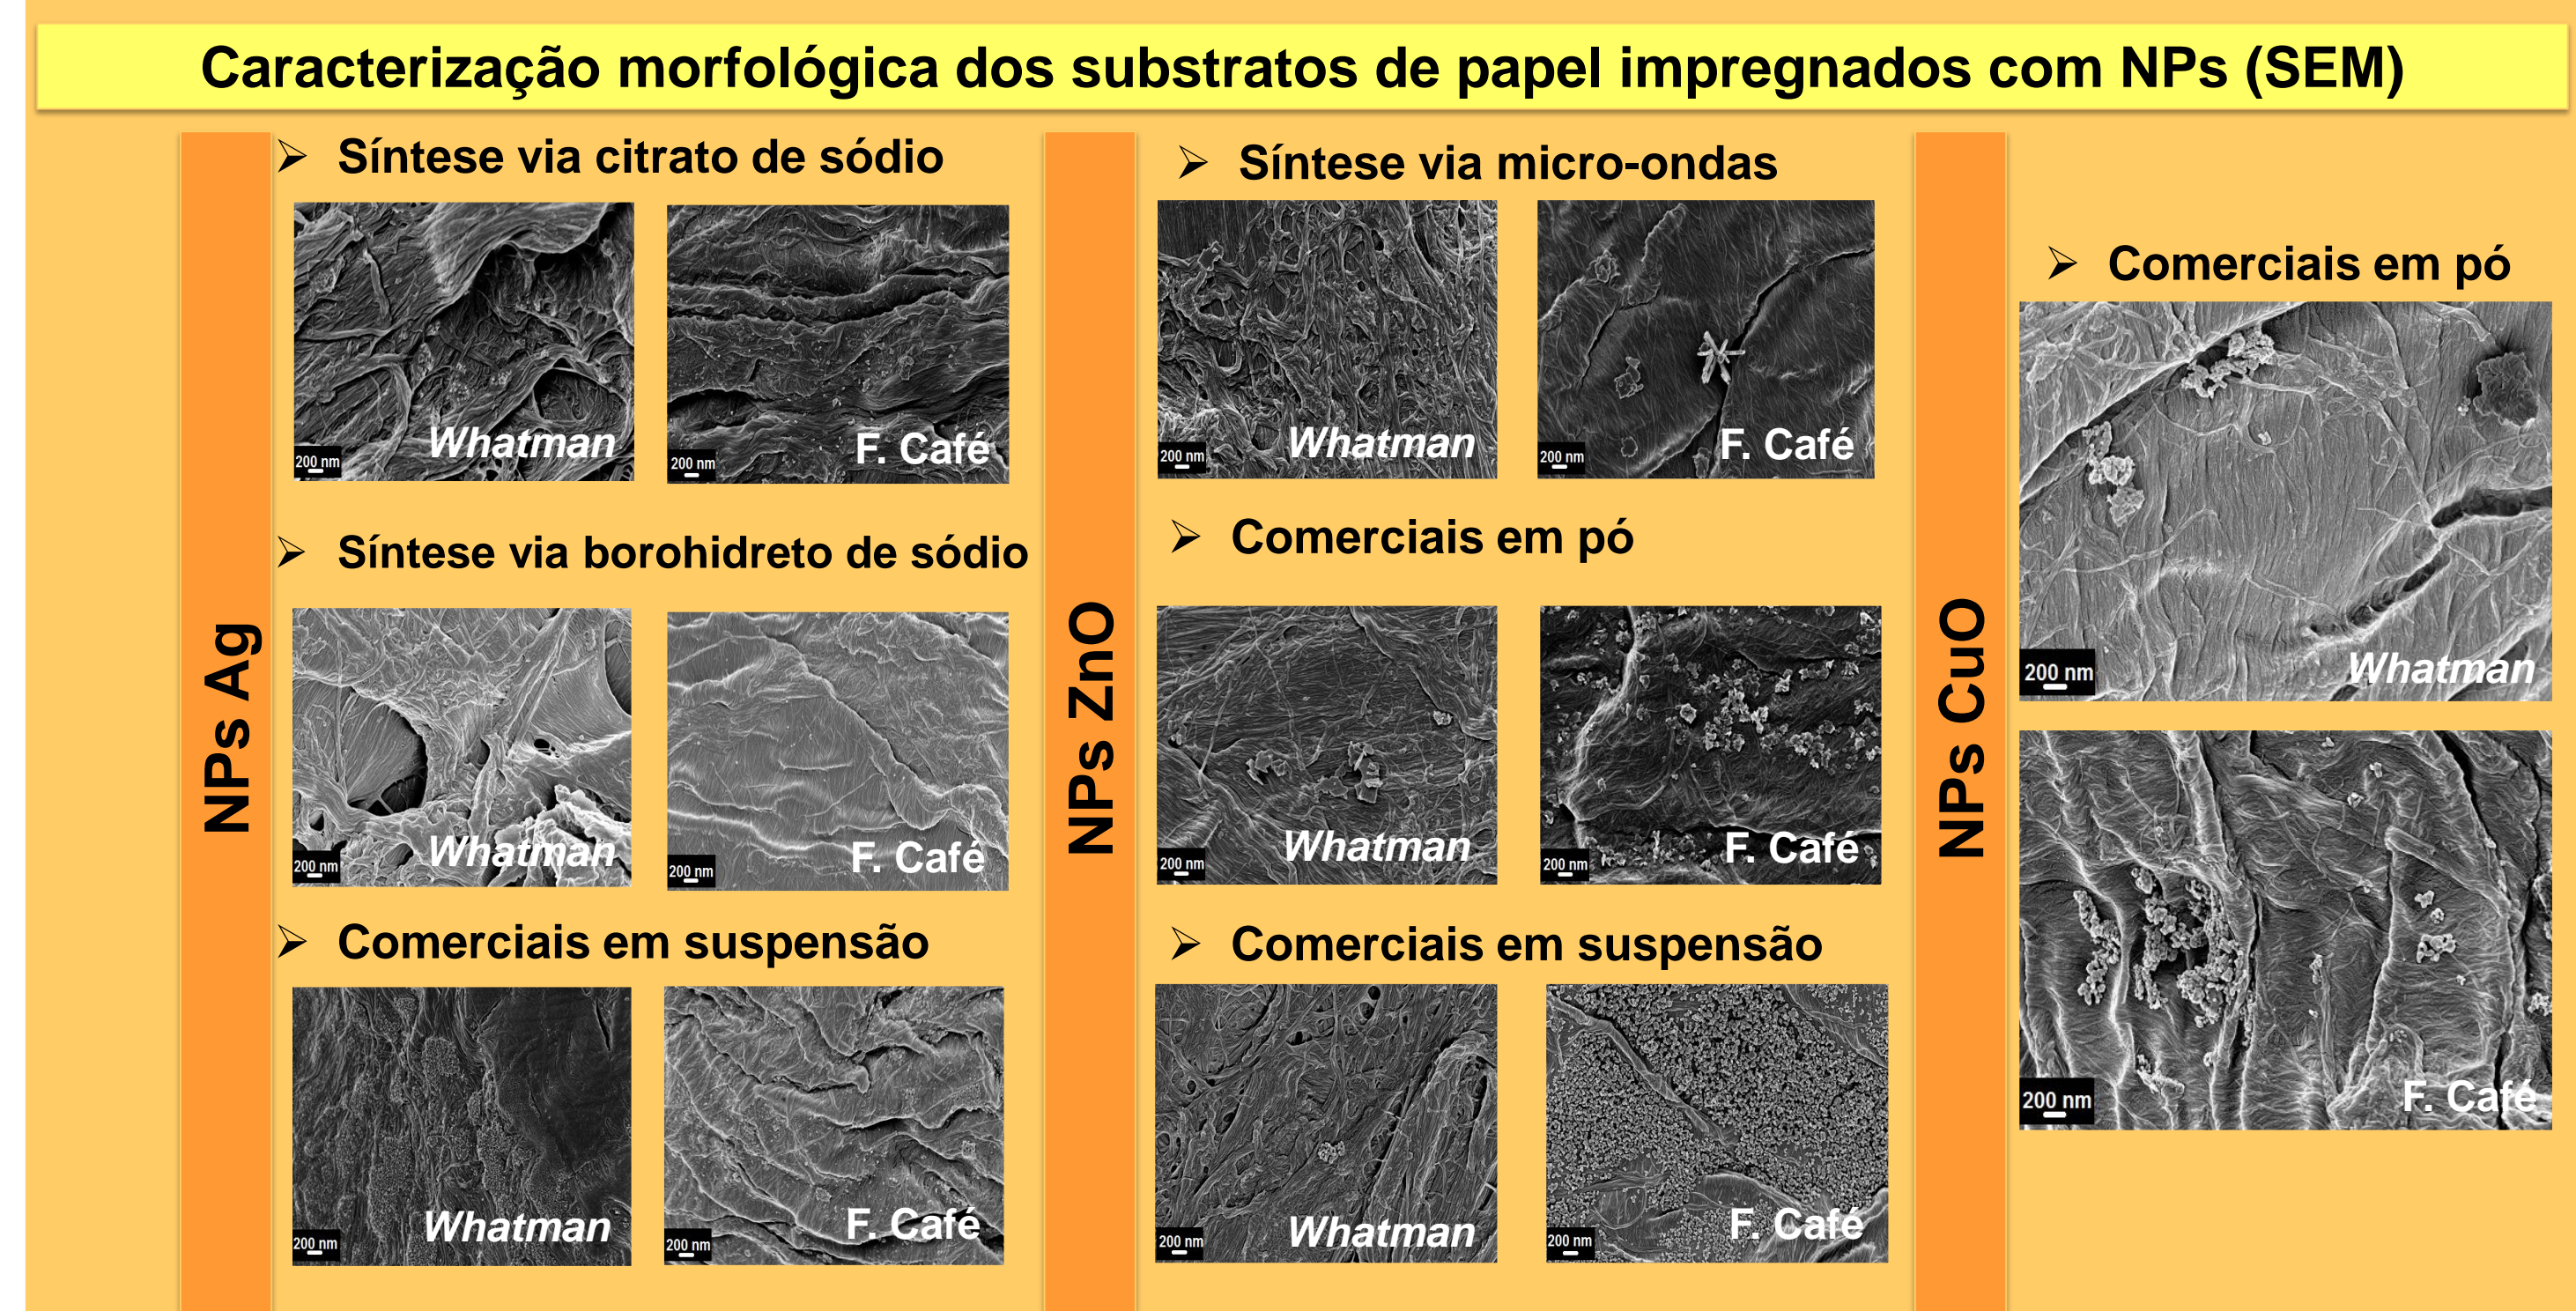 Caracterização morfológica dos substratos de papel impregnados com NPs (SEM)
NPs Ag
Síntese via citrato de sódio
200 nm
Whatman
200 nm
F. Café
Síntese via borohidreto de sódio
200 nm
Whatman
200 nm
F. Café
Comerciais em suspensão
200 nm
Whatman
200 nm
F. Café
NPs ZnO
Síntese via micro-ondas
200 nm
Whatman
200 nm
F. Café
Comerciais em pó
200 nm
Whatman
200 nm
F. Café
Comerciais em suspensão
200 nm
Whatman
200 nm
F. Café
NPs CuO
Comerciais em pó
200 nm
Whatman
200 nm
F. Café